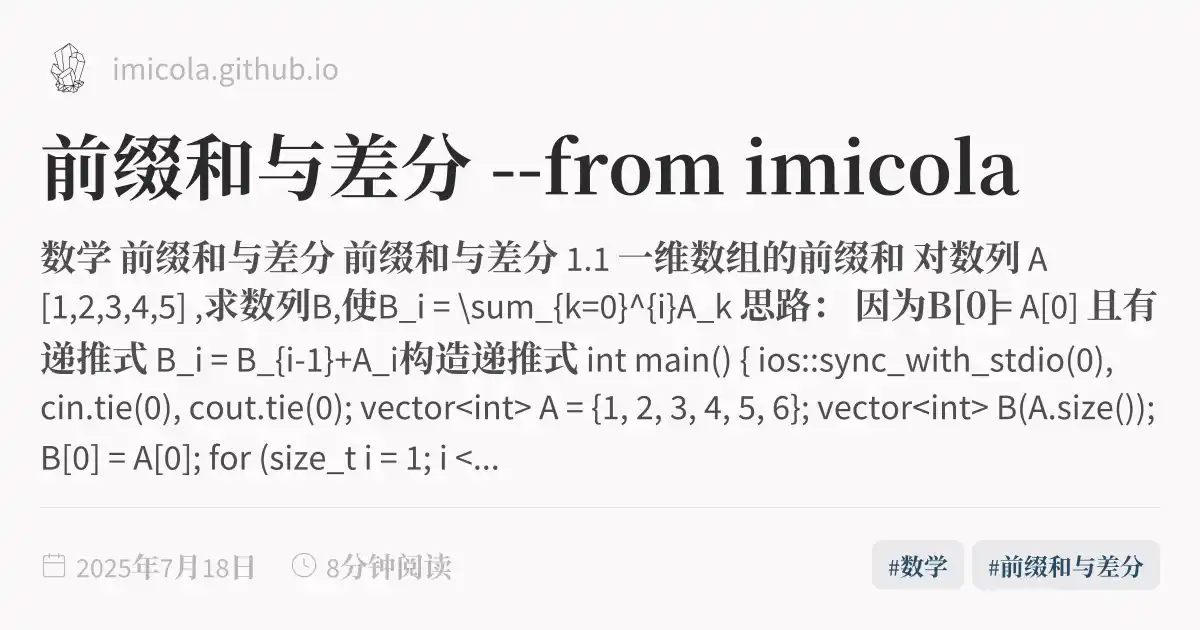 imicola.github.io
前缀和与差分 --from imicola
数学 前缀和与差分 前缀和与差分 1.1 一维数组的前缀和 对数列 A
[1,2,3,4,5] ,求数列B,使B_i = \sum_{k=0}^{i}A_k 思路： 因为B[0]= A[0] 且有
递推式 B_i = B_{i-1}+A_i构造递推式 int main() { ios::sync_with_stdio(0),
cin.tie(0), cout.tie(0); vector<int> A = {1, 2, 3, 4, 5, 6}; vector<int> B(A.size());
B[0] = A[0]; for (size_t i = 1; i <...
2025年7月18日 8分钟阅读 #数学 #前缀和与差分